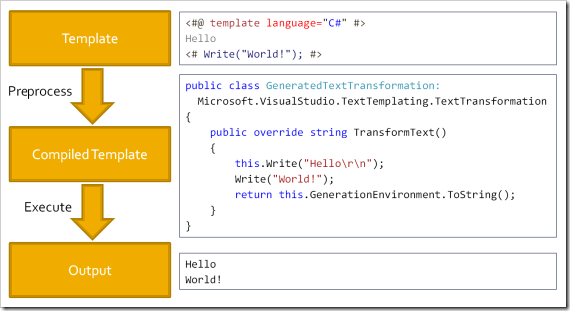 Template
<#@ template language="C#" #>
Hello
<# Write("World!"); #>
Preprocess
Compiled Template
public class GeneratedTextTransformation:
  Microsoft.VisualStudio.TextTemplating.TextTransformation
{
    public override string TransformText()
    {
        this.Write("Hello\r\n");
        Write("World!");
        return this.GenerationEnvironment.ToString();
    }
}
Execute
Output
Hello
World!